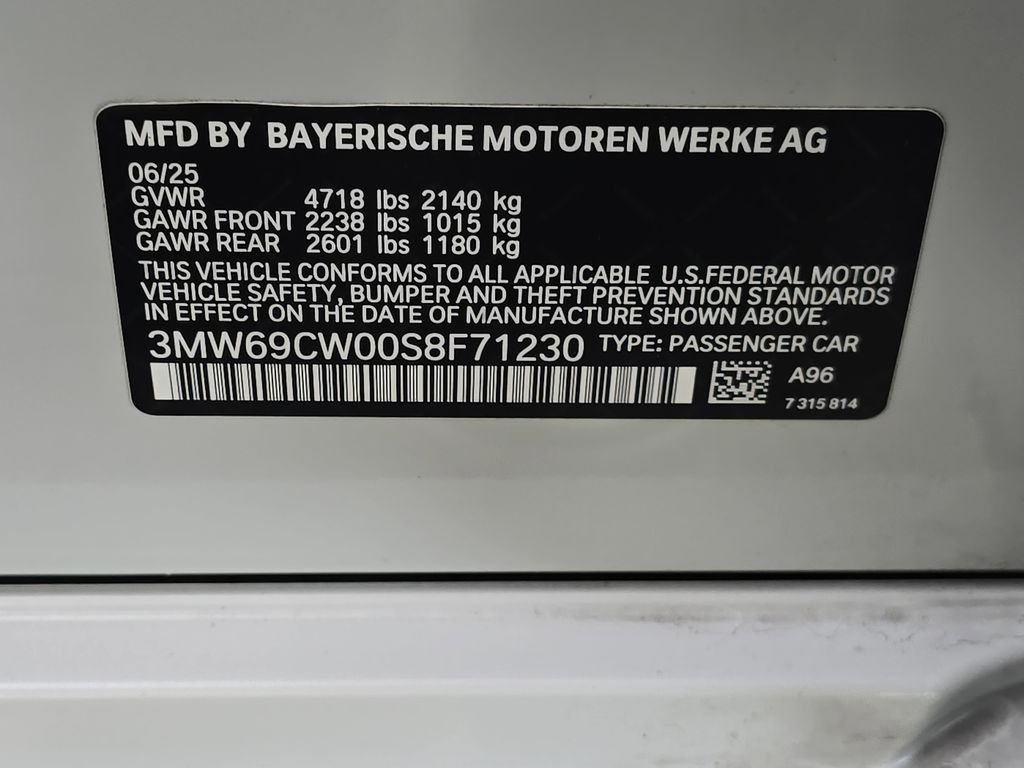 MFD BY BAYERISCHE MOTOREN WERKE AG
06/25
GVWR 4718 lbs 2140 kg
GAWR FRONT 2238 lbs 1015 kg
GAWR REAR 2601 lbs 1180 kg
THIS VEHICLE CONFORMS TO ALL APPLICABLE U.S.FEDERAL MOTOR
VEHICLE SAFETY, BUMPER AND THEFT PREVENTION STANDARDS
IN EFFECT ON THE DATE OF MANUFACTURE SHOWN ABOVE.
3MW69CW00S8F71230 TYPE: PASSENGER CAR
A96
7 315 814